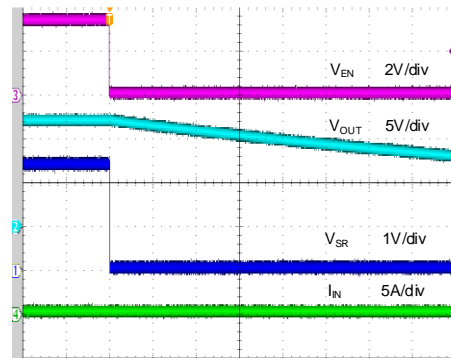 T
V_EN 2V/div
3
V_OUT 5V/div
2
V_SR 1V/div
1
I_IN 5A/div
4